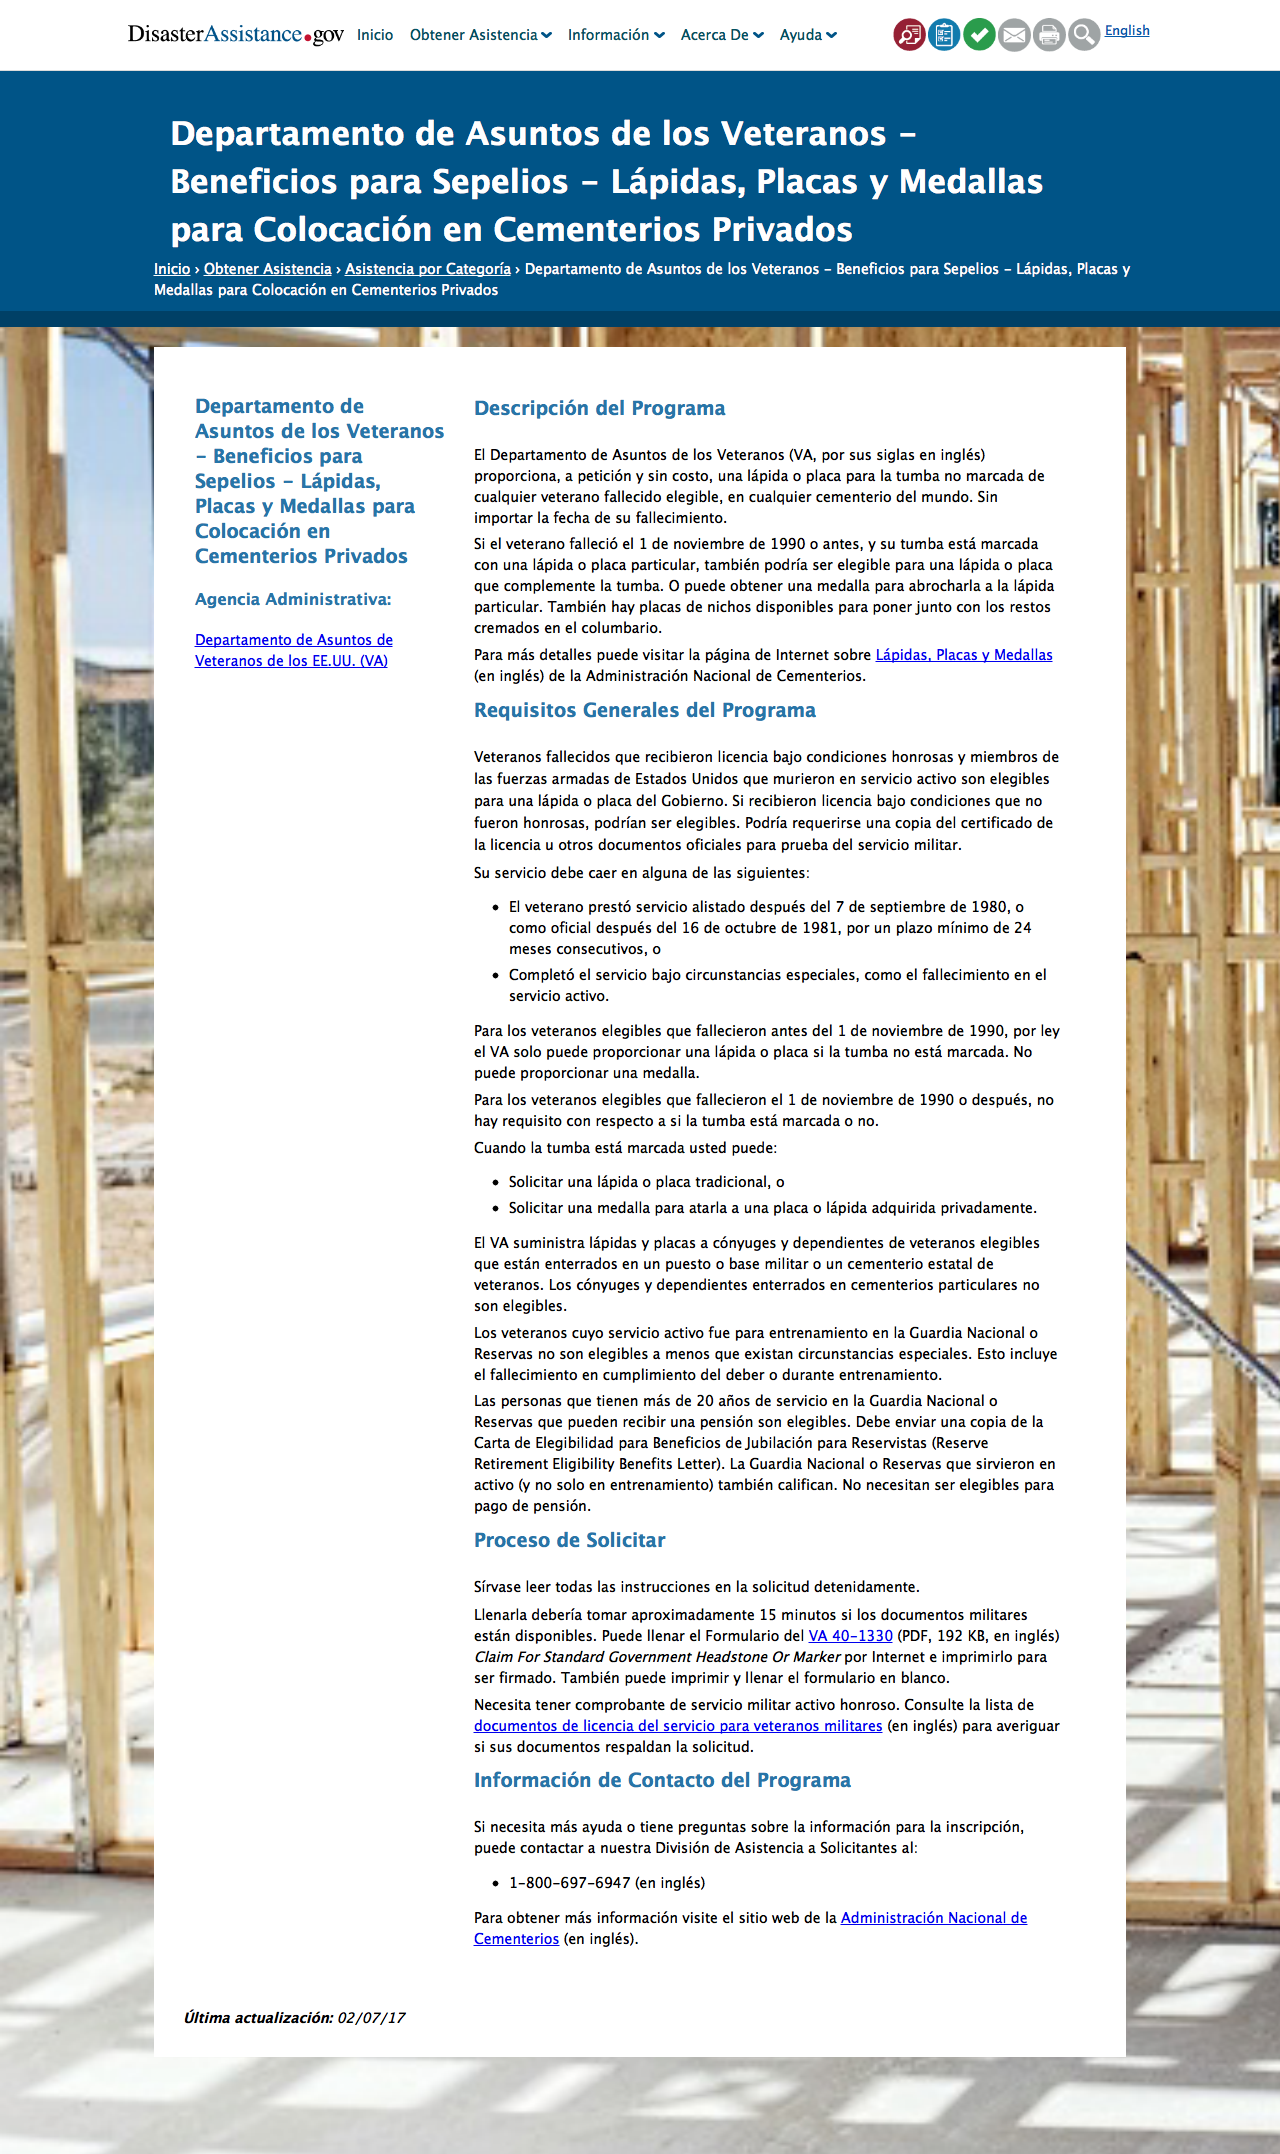 DisasterAssistance.gov Inicio Obtener Asistencia Información Acerca De Ayuda English
Departamento de Asuntos de los Veteranos –
Beneficios para Sepelios – Lápidas, Placas y Medallas
para Colocación en Cementerios Privados
Inicio › Obtener Asistencia › Asistencia por Categoría › Departamento de Asuntos de los Veteranos – Beneficios para Sepelios – Lápidas, Placas y
Medallas para Colocación en Cementerios Privados
Departamento de
Asuntos de los Veteranos
– Beneficios para
Sepelios – Lápidas,
Placas y Medallas para
Colocación en
Cementerios Privados
Agencia Administrativa:
Departamento de Asuntos de
Veteranos de los EE.UU. (VA)
Descripción del Programa
El Departamento de Asuntos de los Veteranos (VA, por sus siglas en inglés)
proporciona, a petición y sin costo, una lápida o placa para la tumba no marcada de
cualquier veterano fallecido elegible, en cualquier cementerio del mundo. Sin
importar la fecha de su fallecimiento.
Si el veterano falleció el 1 de noviembre de 1990 o antes, y su tumba está marcada
con una lápida o placa particular, también podría ser elegible para una lápida o placa
que complemente la tumba. O puede obtener una medalla para abrocharla a la lápida
particular. También hay placas de nichos disponibles para poner junto con los restos
cremados en el columbario.
Para más detalles puede visitar la página de Internet sobre Lápidas, Placas y Medallas
(en inglés) de la Administración Nacional de Cementerios.
Requisitos Generales del Programa
Veteranos fallecidos que recibieron licencia bajo condiciones honrosas y miembros de
las fuerzas armadas de Estados Unidos que murieron en servicio activo son elegibles
para una lápida o placa del Gobierno. Si recibieron licencia bajo condiciones que no
fueron honrosas, podrían ser elegibles. Podría requerirse una copia del certificado de
la licencia u otros documentos oficiales para prueba del servicio militar.
Su servicio debe caer en alguna de las siguientes:
• El veterano prestó servicio alistado después del 7 de septiembre de 1980, o
como oficial después del 16 de octubre de 1981, por un plazo mínimo de 24
meses consecutivos, o
• Completó el servicio bajo circunstancias especiales, como el fallecimiento en el
servicio activo.
Para los veteranos elegibles que fallecieron antes del 1 de noviembre de 1990, por ley
el VA solo puede proporcionar una lápida o placa si la tumba no está marcada. No
puede proporcionar una medalla.
Para los veteranos elegibles que fallecieron el 1 de noviembre de 1990 o después, no
hay requisito con respecto a si la tumba está marcada o no.
Cuando la tumba está marcada usted puede:
• Solicitar una lápida o placa tradicional, o
• Solicitar una medalla para atarla a una placa o lápida adquirida privadamente.
El VA suministra lápidas y placas a cónyuges y dependientes de veteranos elegibles
que están enterrados en un puesto o base militar o un cementerio estatal de
veteranos. Los cónyuges y dependientes enterrados en cementerios particulares no
son elegibles.
Los veteranos cuyo servicio activo fue para entrenamiento en la Guardia Nacional o
Reservas no son elegibles a menos que existan circunstancias especiales. Esto incluye
el fallecimiento en cumplimiento del deber o durante entrenamiento.
Las personas que tienen más de 20 años de servicio en la Guardia Nacional o
Reservas que pueden recibir una pensión son elegibles. Debe enviar una copia de la
Carta de Elegibilidad para Beneficios de Jubilación para Reservistas (Reserve
Retirement Eligibility Benefits Letter). La Guardia Nacional o Reservas que sirvieron en
activo (y no solo en entrenamiento) también califican. No necesitan ser elegibles para
pago de pensión.
Proceso de Solicitar
Sírvase leer todas las instrucciones en la solicitud detenidamente.
Llenarla debería tomar aproximadamente 15 minutos si los documentos militares
están disponibles. Puede llenar el Formulario del VA 40-1330 (PDF, 192 KB, en inglés)
Claim For Standard Government Headstone Or Marker por Internet e imprimirlo para
ser firmado. También puede imprimir y llenar el formulario en blanco.
Necesita tener comprobante de servicio militar activo honroso. Consulte la lista de
documentos de licencia del servicio para veteranos militares (en inglés) para averiguar
si sus documentos respaldan la solicitud.
Información de Contacto del Programa
Si necesita más ayuda o tiene preguntas sobre la información para la inscripción,
puede contactar a nuestra División de Asistencia a Solicitantes al:
• 1-800-697-6947 (en inglés)
Para obtener más información visite el sitio web de la Administración Nacional de
Cementerios (en inglés).
Última actualización: 02/07/17